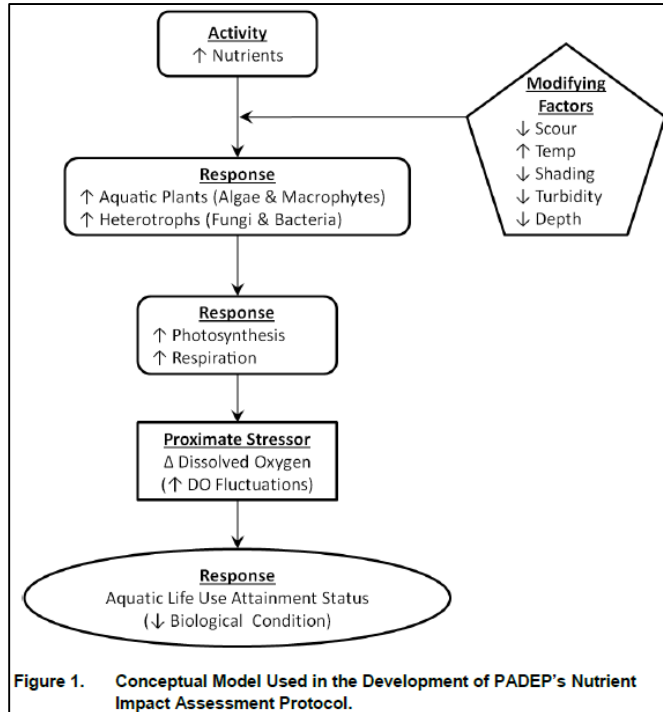 Activity
↑ Nutrients
Modifying
Factors
↓ Scour
↑ Temp
↓ Shading
↓ Turbidity
↓ Depth
Response
↑ Aquatic Plants (Algae & Macrophytes)
↑ Heterotrophs (Fungi & Bacteria)
Response
↑ Photosynthesis
↑ Respiration
Proximate Stressor
Δ Dissolved Oxygen
(↑ DO Fluctuations)
Response
Aquatic Life Use Attainment Status
(↓ Biological Condition)
Figure 1. Conceptual Model Used in the Development of PADEP's Nutrient
Impact Assessment Protocol.